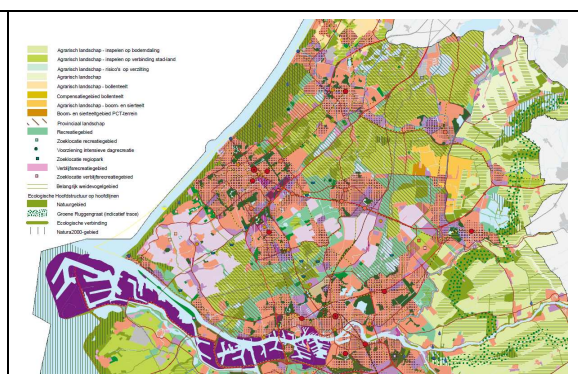 Agrarisch landschap - inspelen op bodemdaling
Agrarisch landschap - inspelen op verbinding stad-land
Agrarisch landschap - risico's op verzilting
Agrarisch landschap
Agrarisch landschap - bollenteelt
Compensatiegebied bollenteelt
Agrarisch landschap - boom- en sierteelt
Boom- en sierteeltgebied PCT-terrein
Provinciaal landschap
Recreatiegebied
Zoeklocatie recreatiegebied
Voorziening intensieve dagrecreatie
Zoeklocatie regiopark
Verblijfsrecreatiegebied
Zoeklocatie verblijfsrecreatiegebied
Belangrijk weidevogelgebied
Ecologische Hoofdstructuur op hoofdlijnen
Natuurgebied
Groene Ruggengraat (indicatief tracé)
Ecologische verbinding
Natura2000-gebied